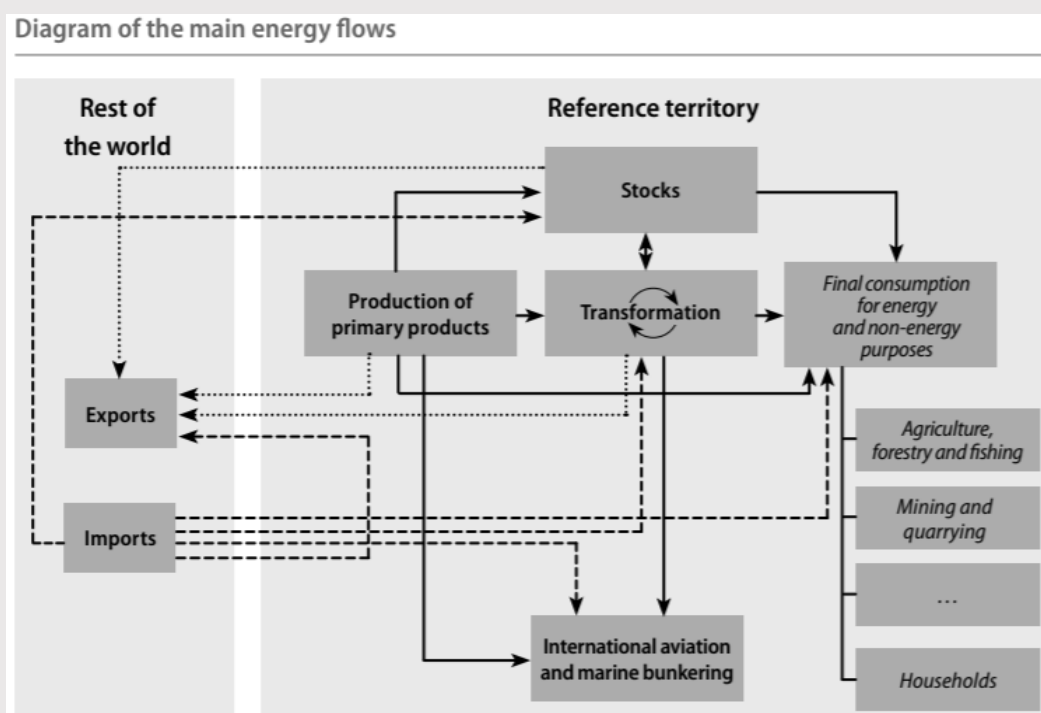 Diagram of the main energy flows
Rest of
the world
Reference territory
Stocks
Production of
primary products
Transformation
Final consumption
for energy
and non-energy
purposes
Exports
Agriculture,
forestry and fishing
Imports
Mining and
quarrying
...
International aviation
and marine bunkering
Households